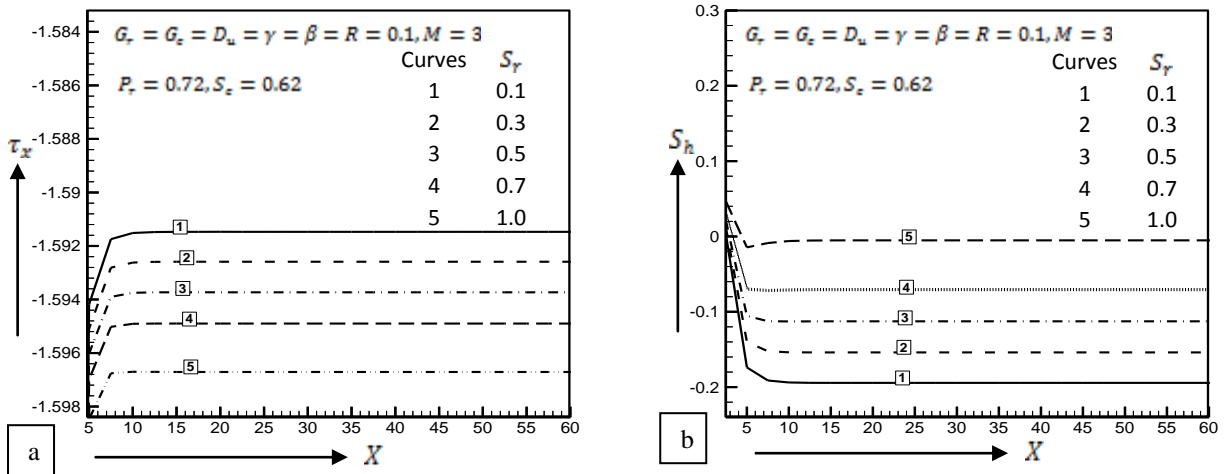 -1.584
-1.586
-1.588
-1.59
-1.592
-1.594
-1.596
-1.598
τₓ
G_r = G_c = D_u = γ = β = R = 0.1, M = 3
P_r = 0.72, S_c = 0.62
Curves S_r
1 0.1
2 0.3
3 0.5
4 0.7
5 1.0
1
2
3
4
5
5 10 15 20 25 30 35 40 45 50 55 60
X
a
0.3
0.2
0.1
0
-0.1
-0.2
S_h
G_r = G_c = D_u = γ = β = R = 0.1, M = 3
P_r = 0.72, S_c = 0.62
Curves S_r
1 0.1
2 0.3
3 0.5
4 0.7
5 1.0
5
4
3
2
1
5 10 15 20 25 30 35 40 45 50 55 60
X
b